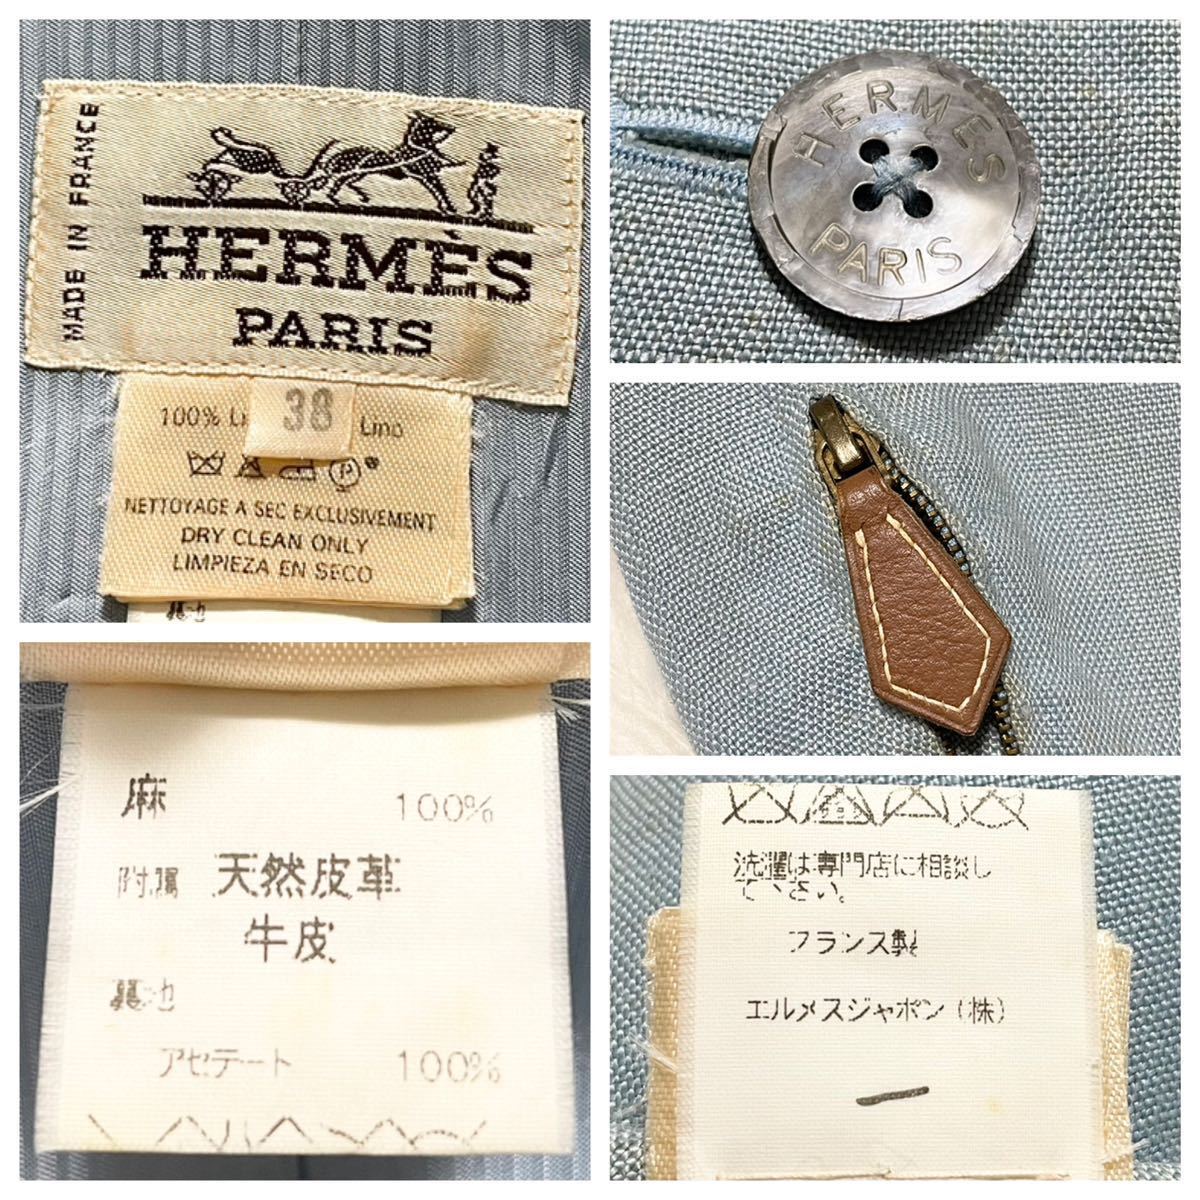 MADE IN FRANCE
HERMÈS
PARIS
38
100% Li
Lino
P
NETTOYAGE A SEC EXCLUSIVEMENT
DRY CLEAN ONLY
LIMPIEZA EN SECO
裏地
HERMES
PARIS
麻 100%
附属 天然皮革
牛皮
裏地
アセテート 100%
洗濯は専門店に相談し
て下さい。
フランス製
エルメスジャポン(株)